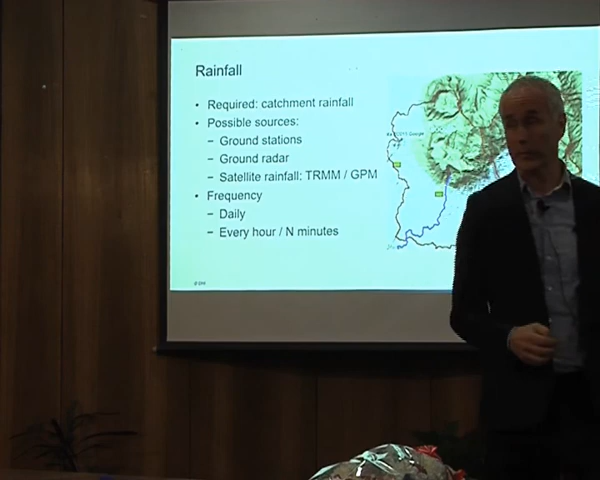 Rainfall
• Required: catchment rainfall
• Possible sources:
– Ground stations
– Ground radar
– Satellite rainfall: TRMM / GPM
• Frequency
– Daily
– Every hour / N minutes
© DHI